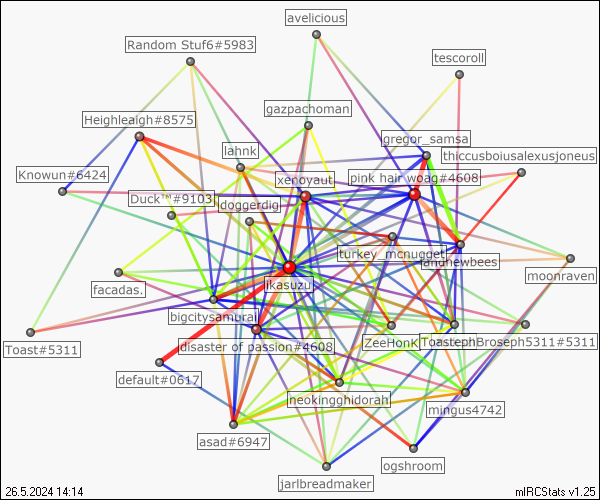 avelicious
Random Stuf6#5983
tescoroll
gazpachoman
Heighleaigh#8575
gregor_samsa
lahnk
thiccusboiusalexusjoneus
Knowun#6424
xenoyaut
pink hair woag#4608
Duck™#9103
doggerdig
turkey_mcnugget
andrewbees
moonraven
facadas.
ikasuzu
bigcitysamurai
Toast#5311
disaster of passion#4608
ZeeHonk
ToasterBroseph5311#5311
default#0617
neokingghidorah
mingus4742
asad#6947
ogshroom
jarlbreadmaker
26.5.2024 14:14
mIRCStats v1.25